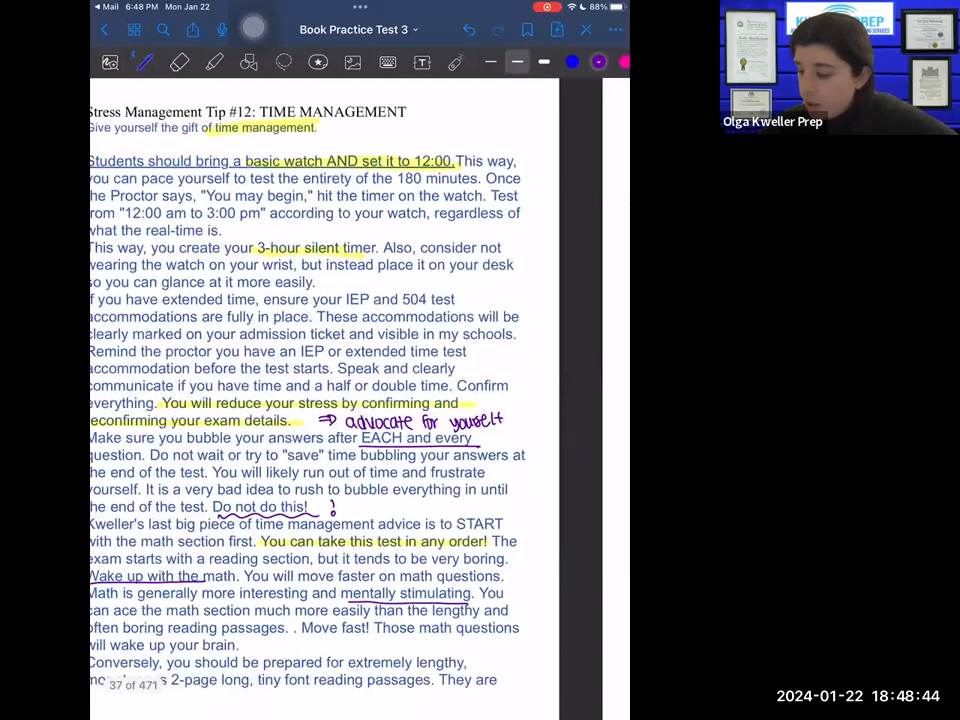 Mail 6:48 PM Mon Jan 22
88%
Book Practice Test 3
Stress Management Tip #12: TIME MANAGEMENT
Give yourself the gift of time management.
Students should bring a basic watch AND set it to 12:00. This way,
you can pace yourself to test the entirety of the 180 minutes. Once
the Proctor says, "You may begin," hit the timer on the watch. Test
from "12:00 am to 3:00 pm" according to your watch, regardless of
what the real-time is.
This way, you create your 3-hour silent timer. Also, consider not
wearing the watch on your wrist, but instead place it on your desk
so you can glance at it more easily.
If you have extended time, ensure your IEP and 504 test
accommodations are fully in place. These accommodations will be
clearly marked on your admission ticket and visible in my schools.
Remind the proctor you have an IEP or extended time test
accommodation before the test starts. Speak and clearly
communicate if you have time and a half or double time. Confirm
everything. You will reduce your stress by confirming and
reconfirming your exam details. ⇒ advocate for yourself
Make sure you bubble your answers after EACH and every
question. Do not wait or try to "save" time bubbling your answers at
the end of the test. You will likely run out of time and frustrate
yourself. It is a very bad idea to rush to bubble everything in until
the end of the test. Do not do this! !
Kweller's last big piece of time management advice is to START
with the math section first. You can take this test in any order! The
exam starts with a reading section, but it tends to be very boring.
Wake up with the math. You will move faster on math questions.
Math is generally more interesting and mentally stimulating. You
can ace the math section much more easily than the lengthy and
often boring reading passages. . Move fast! Those math questions
will wake up your brain.
Conversely, you should be prepared for extremely lengthy,
2-page long, tiny font reading passages. They are
37 of 471
Olga Kweller Prep
2024-01-22 18:48:44